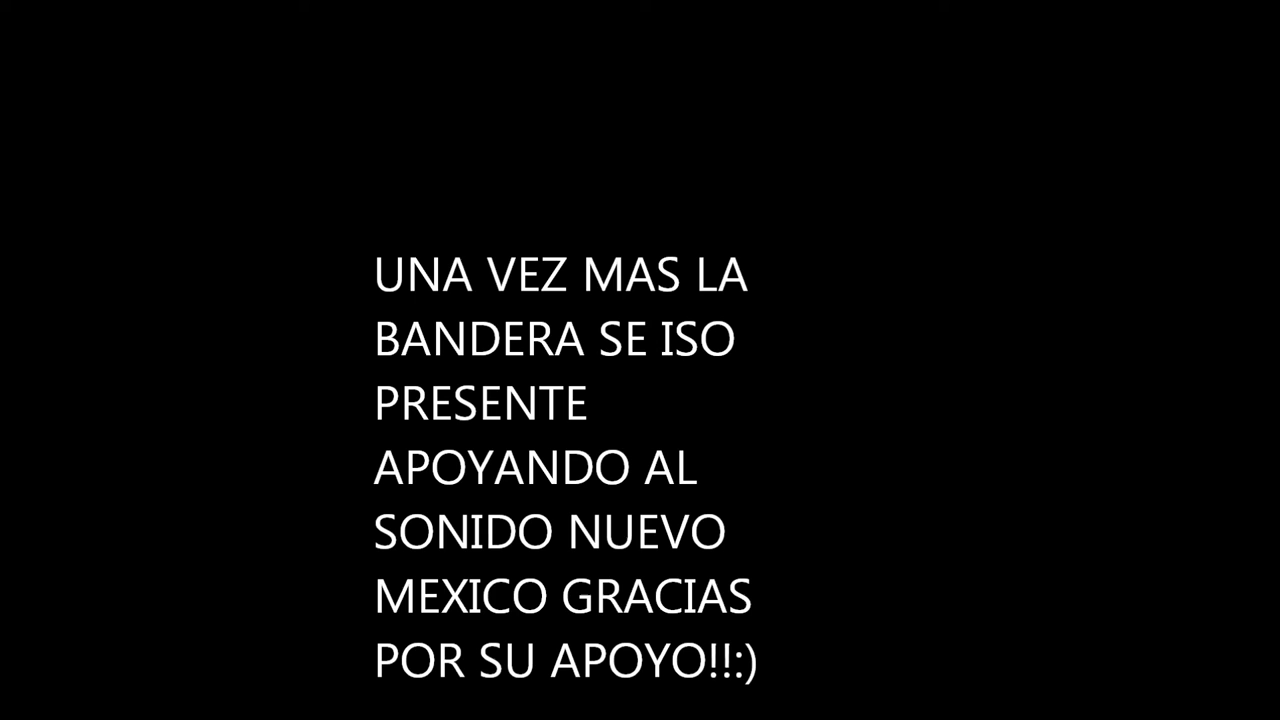 UNA VEZ MAS LA
BANDERA SE ISO
PRESENTE
APOYANDO AL
SONIDO NUEVO
MEXICO GRACIAS
POR SU APOYO!!:)